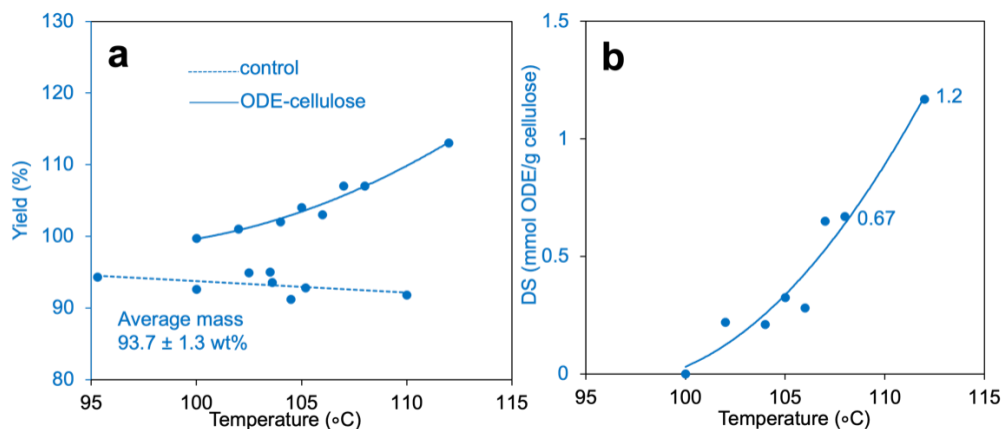 a
130
120
110
100
90
80
Yield (%)
control
ODE-cellulose
Average mass
93.7 ± 1.3 wt%
95
100
105
110
115
Temperature (∘C)
b
1.5
1
0.5
0
DS (mmol ODE/g cellulose)
1.2
0.67
95
100
105
110
115
Temperature (∘C)